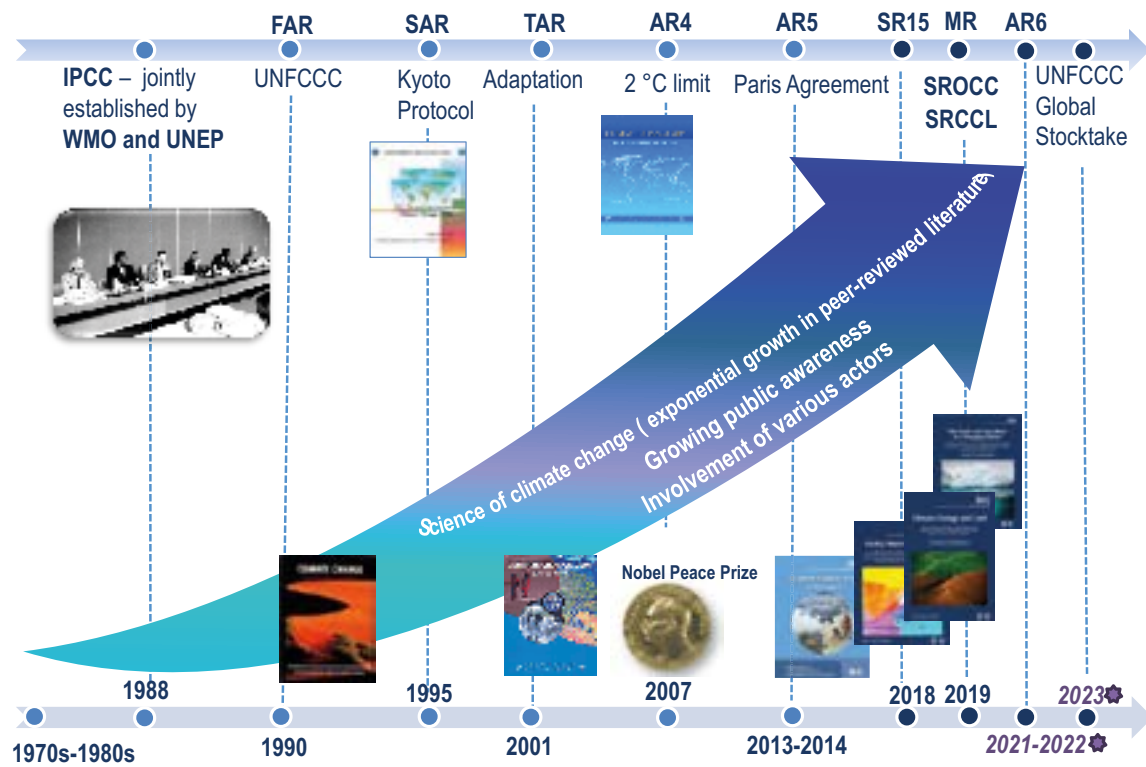 FAR
SAR
TAR
AR4
AR5
SR15
MR
AR6
IPCC – jointly
established by
WMO and UNEP
UNFCCC
Kyoto
Protocol
Adaptation
2 °C limit
Paris Agreement
SROCC
SRCCL
UNFCCC
Global
Stocktake
Science of climate change ( exponential growth in peer-reviewed literature)
Growing public awareness
Involvement of various actors
CLIMATE CHANGE
Nobel Peace Prize
1988
1995
2007
2018
2019
2023
1970s-1980s
1990
2001
2013-2014
2021-2022